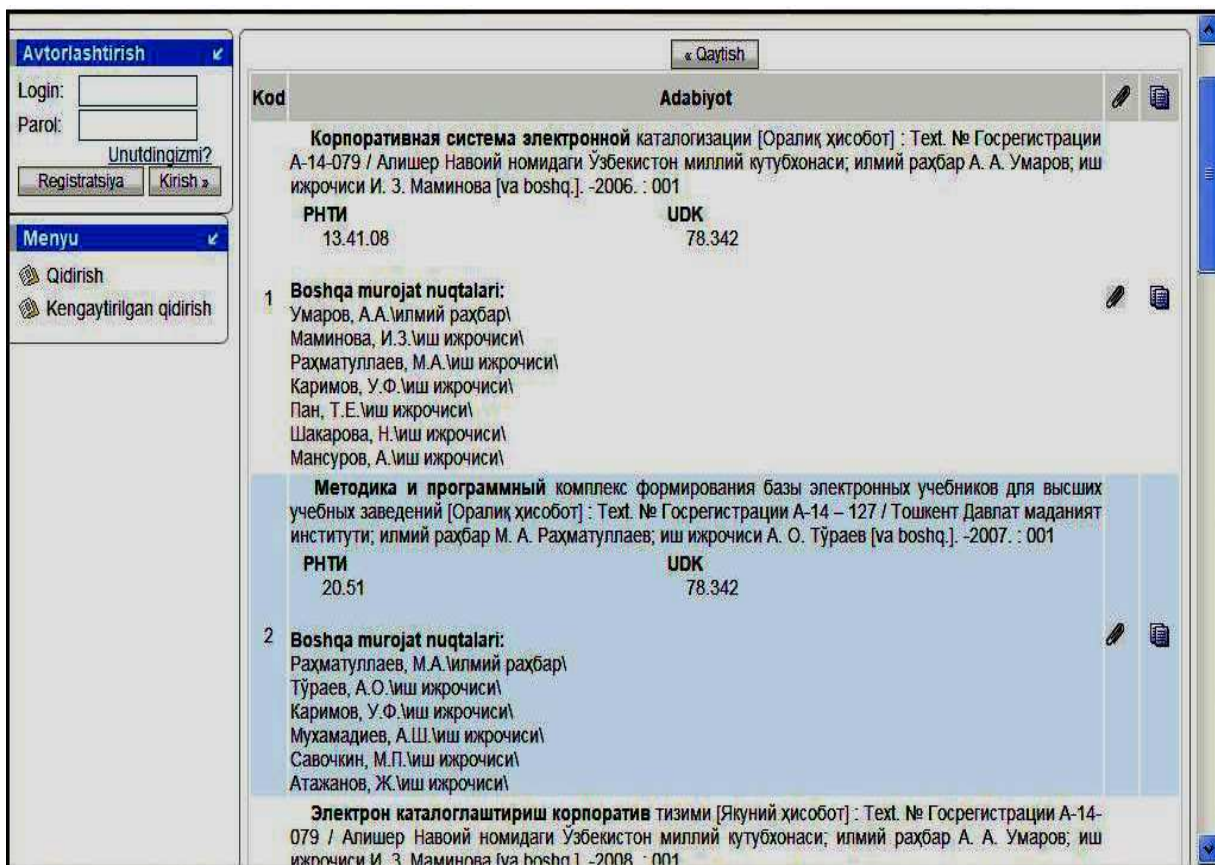 Avtorlashtirish
Login:
Parol:
Unutdingizmi?
Registratsiya
Kirish »
Menyu
Qidirish
Kengaytirilgan qidirish
« Qaytish
Kod Adabiyot
Корпоративная система электронной каталогизации [Оралиқ ҳисобот] : Text. № Госрегистрации
А-14-079 / Алишер Навоий номидаги Ўзбекистон миллий кутубхонаси; илмий раҳбар А. А. Умаров; иш
ижрочиси И. З. Маминова [va boshq.]. -2006. : 001
РНТИ UDK
13.41.08 78.342
1
Boshqa murojat nuqtalari:
Умаров, А.А.\илмий раҳбар\
Маминова, И.З.\иш ижрочиси\
Раҳматуллаев, М.А.\иш ижрочиси\
Каримов, У.Ф.\иш ижрочиси\
Пан, Т.Е.\иш ижрочиси\
Шакарова, Н.\иш ижрочиси\
Мансуров, А.\иш ижрочиси\
Методика и программный комплекс формирования базы электронных учебников для высших
учебных заведений [Оралиқ ҳисобот] : Text. № Госрегистрации А-14 – 127 / Тошкент Давлат маданият
институти; илмий раҳбар М. А. Раҳматуллаев; иш ижрочиси А. О. Тўраев [va boshq.]. -2007. : 001
РНТИ UDK
20.51 78.342
2
Boshqa murojat nuqtalari:
Раҳматуллаев, М.А.\илмий раҳбар\
Тўраев, А.О.\иш ижрочиси\
Каримов, У.Ф.\иш ижрочиси\
Мухамадиев, А.Ш.\иш ижрочиси\
Савочкин, М.П.\иш ижрочиси\
Атажанов, Ж.\иш ижрочиси\
Электрон каталоглаштириш корпоратив тизими [Якуний ҳисобот] : Text. № Госрегистрации А-14-
079 / Алишер Навоий номидаги Ўзбекистон миллий кутубхонаси; илмий раҳбар А. А. Умаров; иш
ижрочиси И. З. Маминова [va boshq.]. -2008. : 001